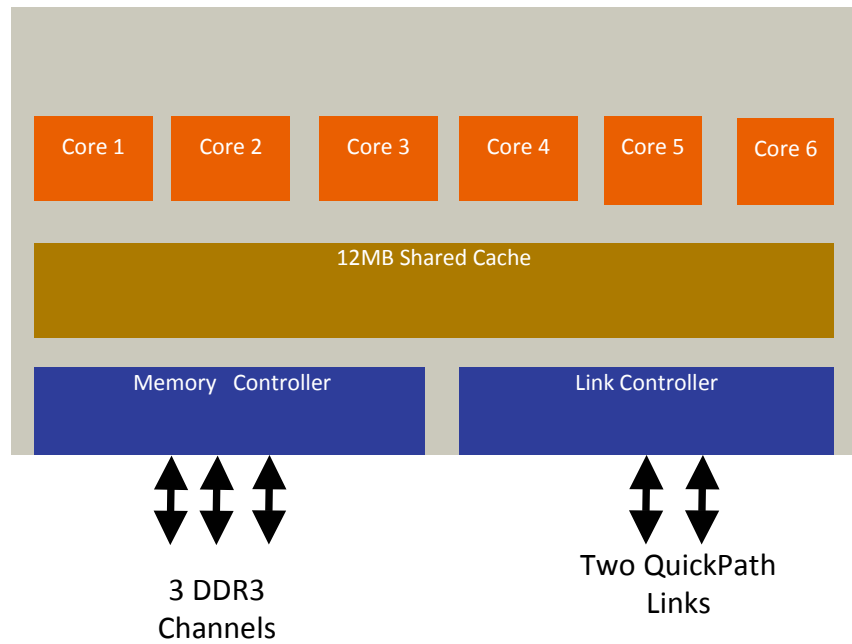 Core 1
Core 2
Core 3
Core 4
Core 5
Core 6
12MB Shared Cache
Memory Controller
Link Controller
3 DDR3
Channels
Two QuickPath
Links